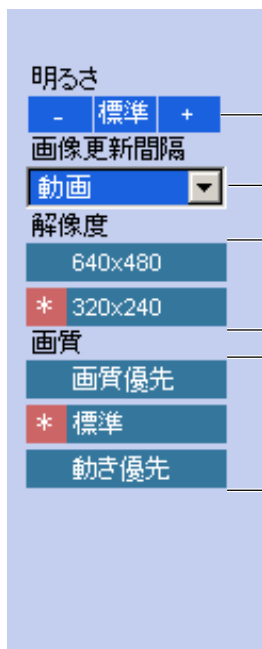 明るさ
- 標準 +
画像更新間隔
動画
解像度
640x480
* 320x240
画質
画質優先
* 標準
動き優先